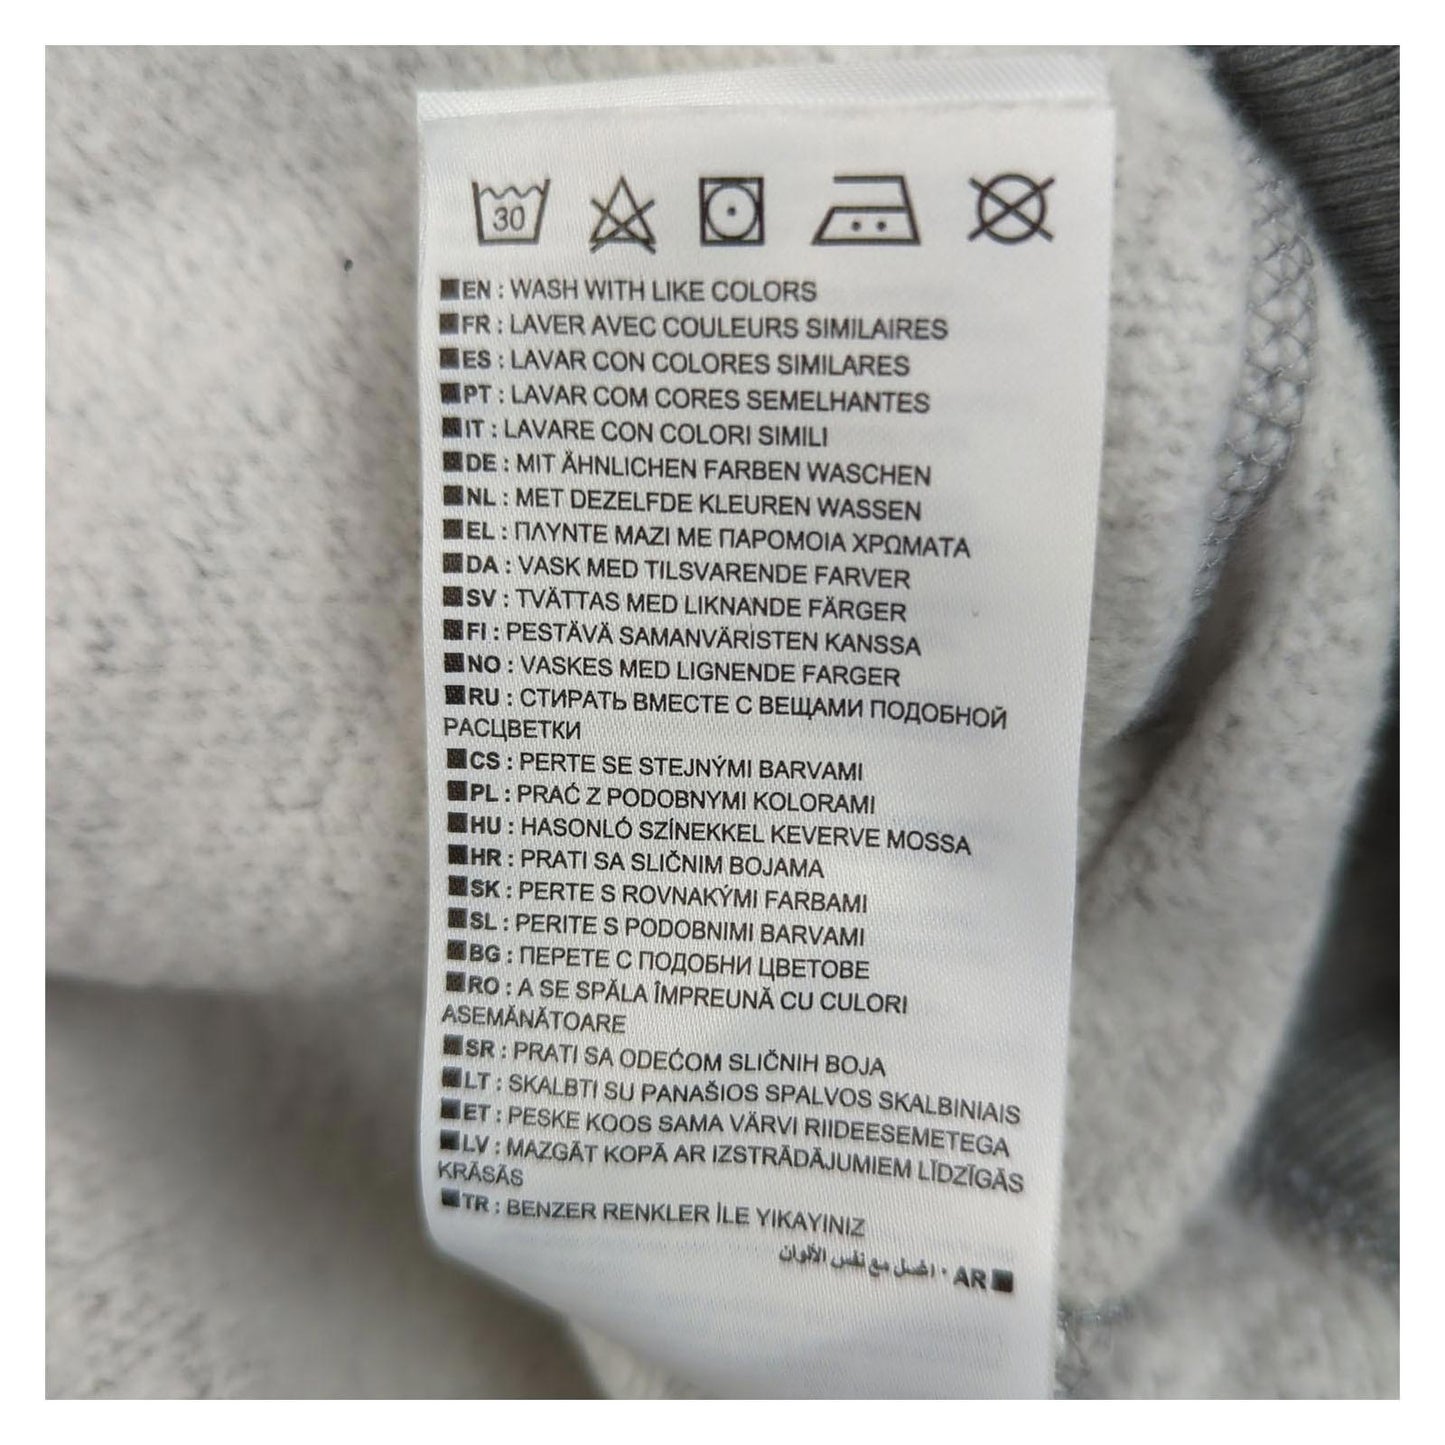 30
■EN : WASH WITH LIKE COLORS
■FR : LAVER AVEC COULEURS SIMILAIRES
■ES : LAVAR CON COLORES SIMILARES
■PT : LAVAR COM CORES SEMELHANTES
■IT : LAVARE CON COLORI SIMILI
■DE : MIT ÄHNLICHEN FARBEN WASCHEN
■NL : MET DEZELFDE KLEUREN WASSEN
■EL : ΠΛΥΝΤΕ ΜΑΖΙ ΜΕ ΠΑΡΟΜΟΙΑ ΧΡΩΜΑΤΑ
■DA : VASK MED TILSVARENDE FARVER
■SV : TVÄTTAS MED LIKNANDE FÄRGER
■FI : PESTÄVÄ SAMANVÄRISTEN KANSSA
■NO : VASKES MED LIGNENDE FARGER
■RU : СТИРАТЬ ВМЕСТЕ С ВЕЩАМИ ПОДОБНОЙ
РАСЦВЕТКИ
■CS : PERTE SE STEJNÝMI BARVAMI
■PL : PRAĆ Z PODOBNYMI KOLORAMI
■HU : HASONLÓ SZÍNEKKEL KEVERVE MOSSA
■HR : PRATI SA SLIČNIM BOJAMA
■SK : PERTE S ROVNAKÝMI FARBAMI
■SL : PERITE S PODOBNIMI BARVAMI
■BG : ПЕРЕТЕ С ПОДОБНИ ЦВЕТОВЕ
■RO : A SE SPĂLA ÎMPREUNĂ CU CULORI
ASEMĂNĂTOARE
■SR : PRATI SA ODEĆOM SLIČNIH BOJA
■LT : SKALBTI SU PANAŠIOS SPALVOS SKALBINIAIS
■ET : PESKE KOOS SAMA VÄRVI RIIDEESEMETEGA
■LV : MAZGĀT KOPĀ AR IZSTRĀDĀJUMIEM LĪDZĪGĀS
KRĀSĀS
■TR : BENZER RENKLER İLE YIKAYINIZ
■AR : اغسل مع نفس الألوان